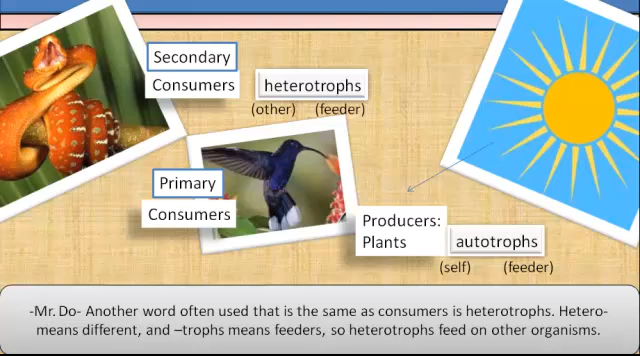 Secondary
Consumers
heterotrophs
(other) (feeder)
Primary
Consumers
Producers:
Plants
autotrophs
(self) (feeder)
-Mr. Do- Another word often used that is the same as consumers is heterotrophs. Hetero-
means different, and –trophs means feeders, so heterotrophs feed on other organisms.